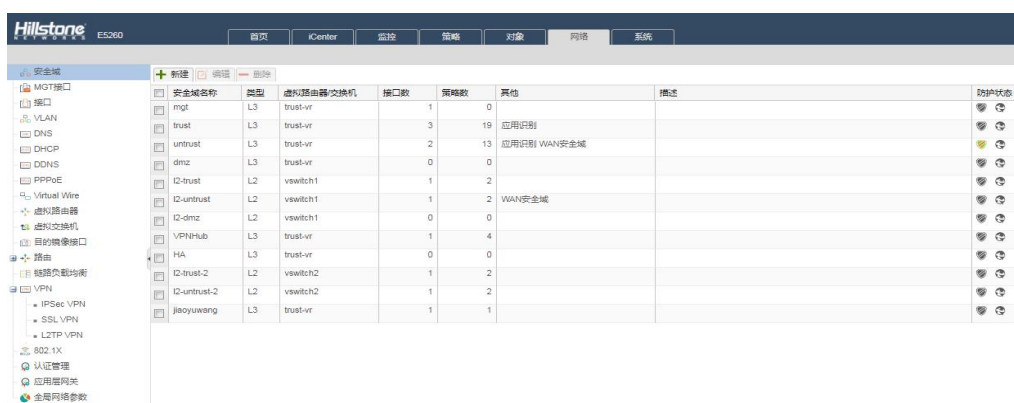 Hillstone
NETWORKS E5260
首页 iCenter 监控 策略 对象 网络 系统
安全域
MGT接口
接口
VLAN
DNS
DHCP
DDNS
PPPoE
Virtual Wire
虚拟路由器
虚拟交换机
目的镜像接口
路由
链路负载均衡
VPN
IPSec VPN
SSL VPN
L2TP VPN
802.1X
认证管理
应用层网关
全局网络参数
新建 编辑 删除
安全域名称 类型 虚拟路由器/交换机 接口数 策略数 其他 描述 防护状态
mgt L3 trust-vr 1 0
trust L3 trust-vr 3 19 应用识别
untrust L3 trust-vr 2 13 应用识别 WAN安全域
dmz L3 trust-vr 0 0
l2-trust L2 vswitch1 1 2
l2-untrust L2 vswitch1 1 2 WAN安全域
l2-dmz L2 vswitch1 0 0
VPNHub L3 trust-vr 1 4
HA L3 trust-vr 0 0
l2-trust-2 L2 vswitch2 1 2
l2-untrust-2 L2 vswitch2 1 2
jiaoyuwang L3 trust-vr 1 1